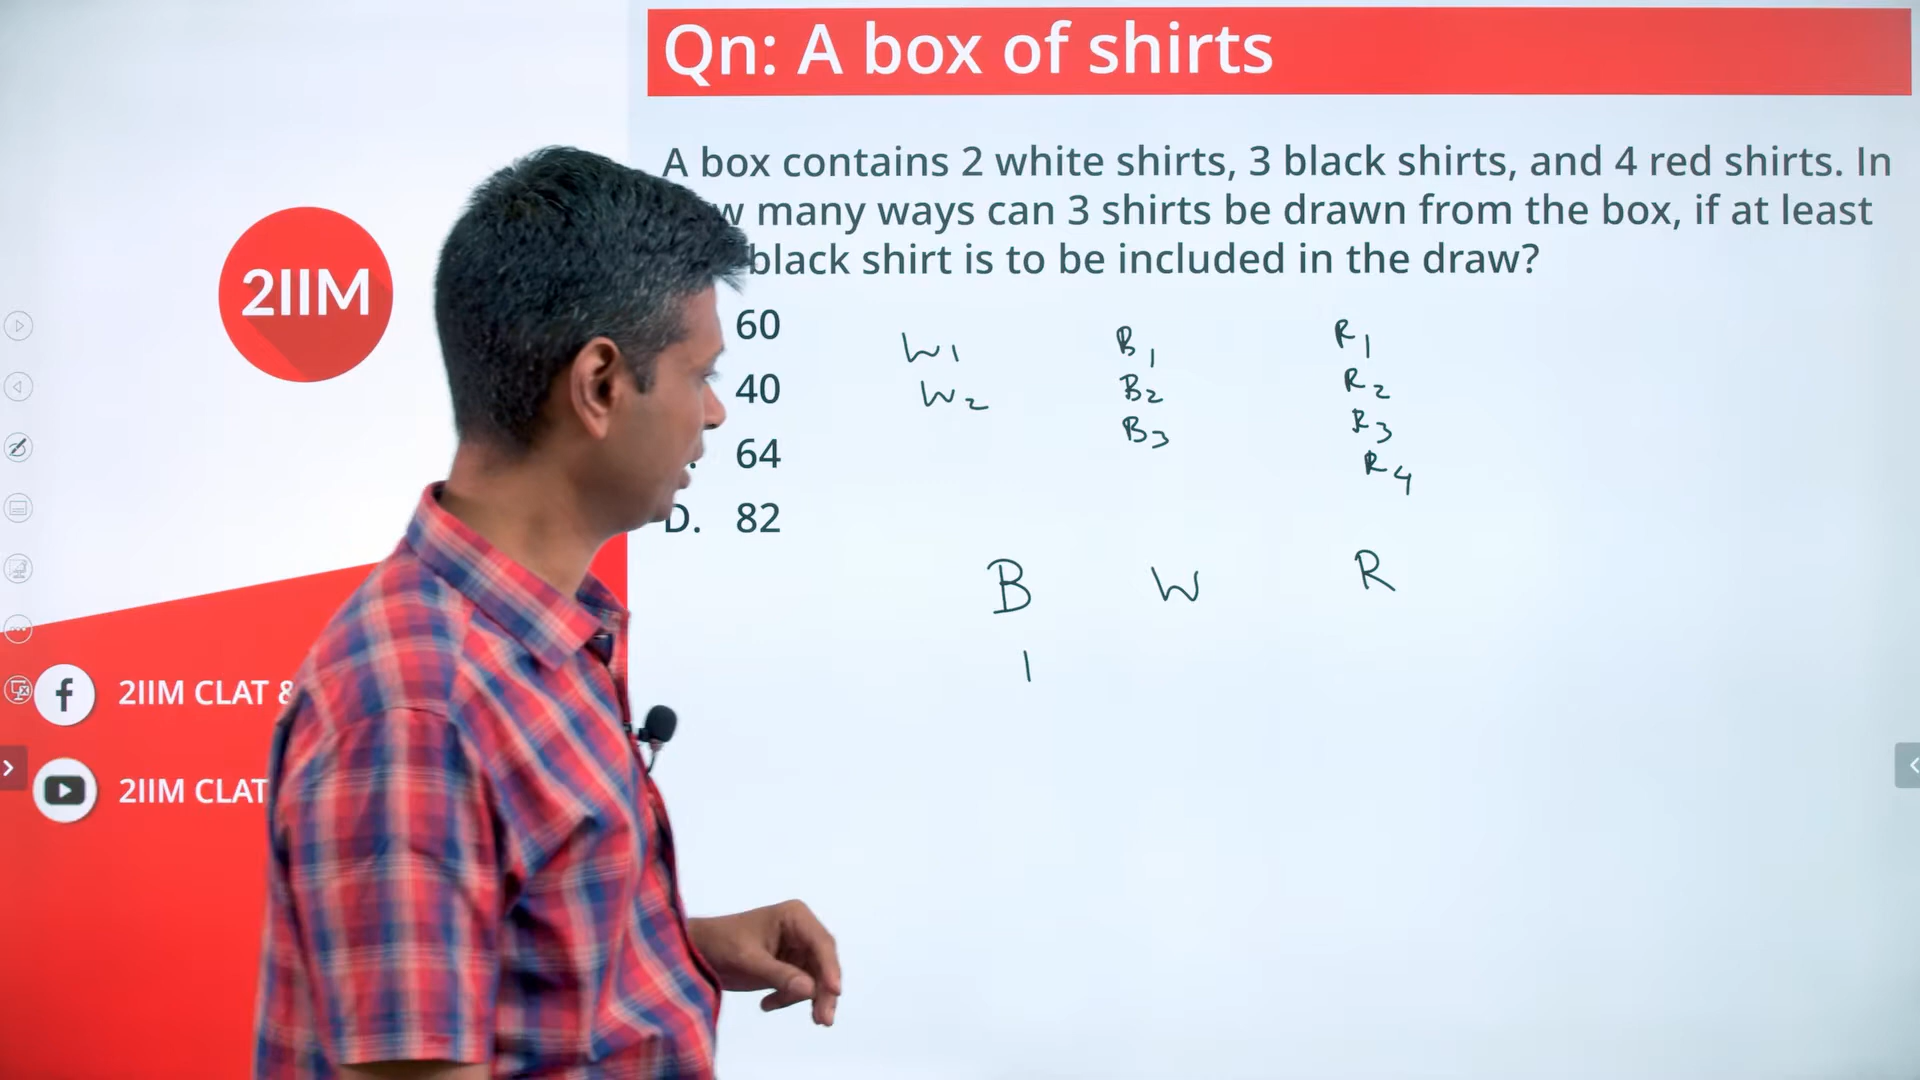 Qn: A box of shirts
A box contains 2 white shirts, 3 black shirts, and 4 red shirts. In
many ways can 3 shirts be drawn from the box, if at least
black shirt is to be included in the draw?
60
40
64
D. 82
W1
W2
B1
B2
B3
R1
R2
R3
R4
B W R
1
2IIM
2IIM CLAT &
2IIM CLAT